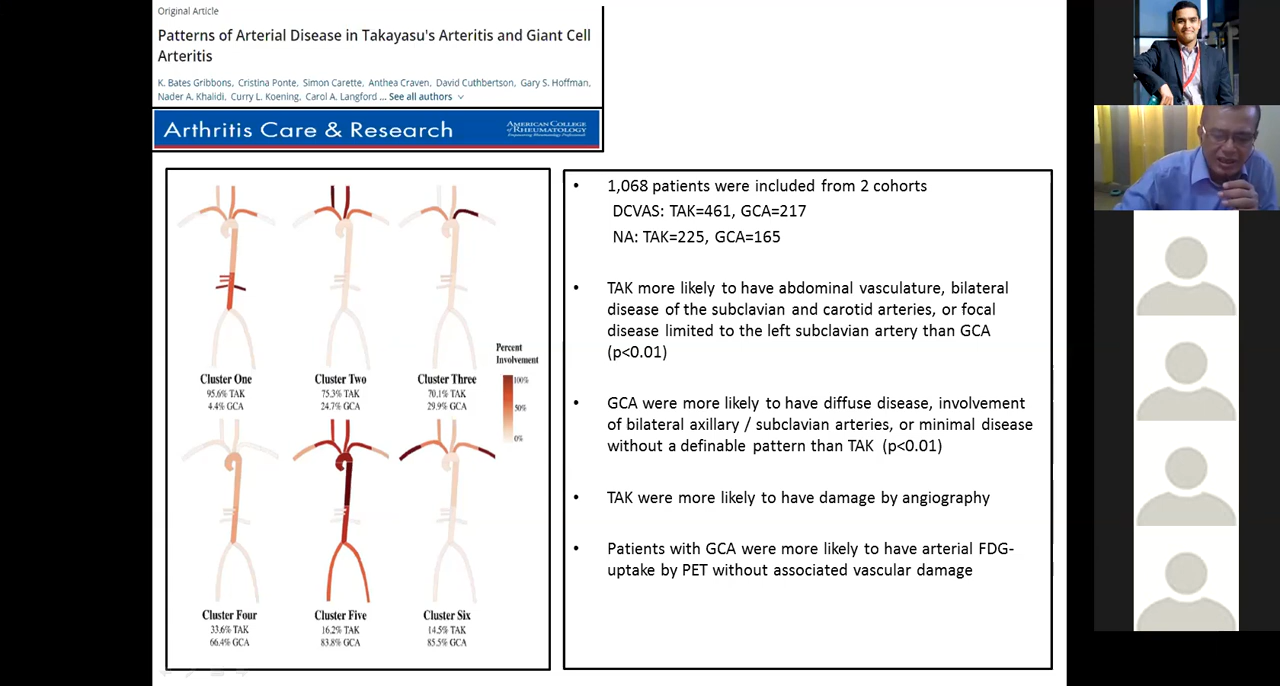 Original Article
Patterns of Arterial Disease in Takayasu's Arteritis and Giant Cell
Arteritis
K. Bates Gribbons, Cristina Ponte, Simon Carette, Anthea Craven, David Cuthbertson, Gary S. Hoffman,
Nader A. Khalidi, Curry L. Koening, Carol A. Langford ... See all authors
Arthritis Care & Research
AMERICAN COLLEGE
of RHEUMATOLOGY
Percent
Involvement
100%
50%
0%
Cluster One
95.6% TAK
4.4% GCA
Cluster Two
75.3% TAK
24.7% GCA
Cluster Three
70.1% TAK
29.9% GCA
Cluster Four
33.6% TAK
66.4% GCA
Cluster Five
16.2% TAK
83.8% GCA
Cluster Six
14.5% TAK
85.5% GCA
• 1,068 patients were included from 2 cohorts
DCVAS: TAK=461, GCA=217
NA: TAK=225, GCA=165
• TAK more likely to have abdominal vasculature, bilateral
disease of the subclavian and carotid arteries, or focal
disease limited to the left subclavian artery than GCA
(p<0.01)
• GCA were more likely to have diffuse disease, involvement
of bilateral axillary / subclavian arteries, or minimal disease
without a definable pattern than TAK (p<0.01)
• TAK were more likely to have damage by angiography
• Patients with GCA were more likely to have arterial FDG-
uptake by PET without associated vascular damage